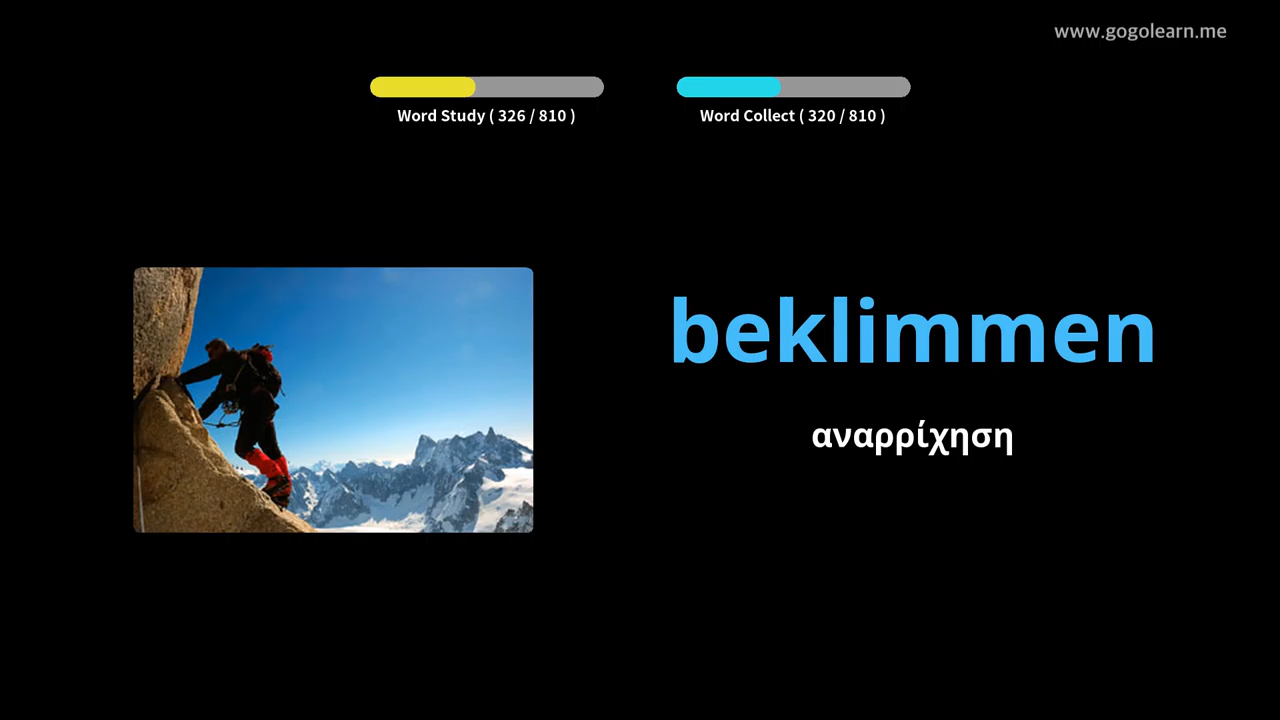 www.gogolearn.me
Word Study ( 326 / 810 )
Word Collect ( 320 / 810 )
beklimmen
αναρρίχηση